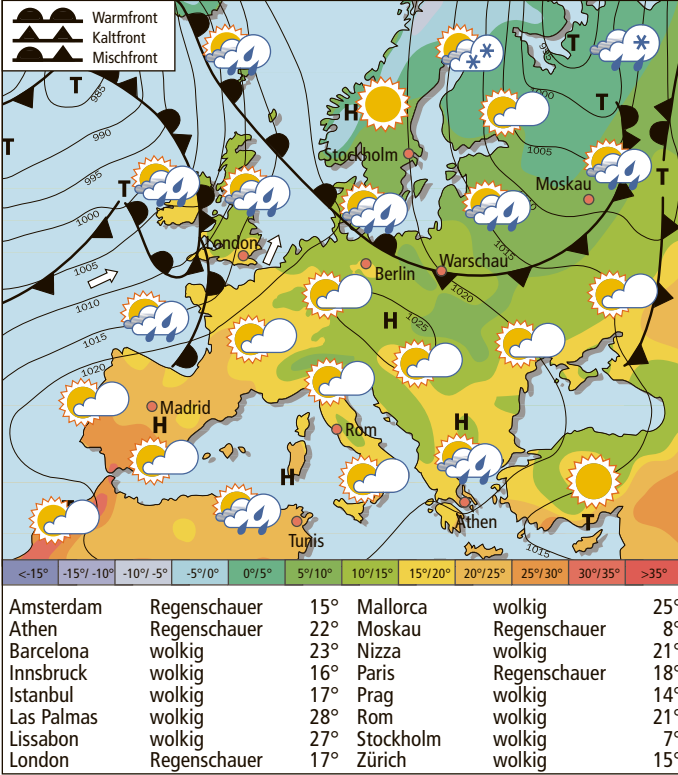 Warmfront
Kaltfront
Mischfront
T
985
990
995
1000
1005
1010
1015
1020
T
T
H
T
995
1000
T
1005
T
Stockholm
Moskau
London
Berlin
Warschau
1015
1020
H
1025
Madrid
H
Rom
H
H
Athen
T
Tunis
1015
<-15° -15°/-10° -10°/-5° -5°/0° 0°/5° 5°/10° 10°/15° 15°/20° 20°/25° 25°/30° 30°/35° >35°
Amsterdam Regenschauer 15° Mallorca wolkig 25°
Athen Regenschauer 22° Moskau Regenschauer 8°
Barcelona wolkig 23° Nizza wolkig 21°
Innsbruck wolkig 16° Paris Regenschauer 18°
Istanbul wolkig 17° Prag wolkig 14°
Las Palmas wolkig 28° Rom wolkig 21°
Lissabon wolkig 27° Stockholm wolkig 7°
London Regenschauer 17° Zürich wolkig 15°